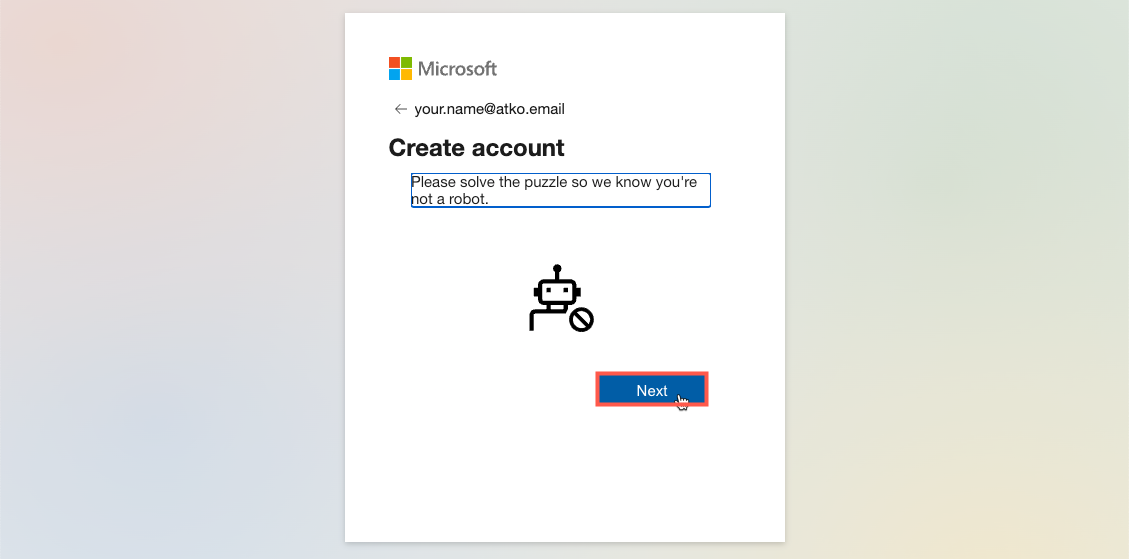 Microsoft
your.name@atko.email
Create account
Please solve the puzzle so we know you're
not a robot.
Next